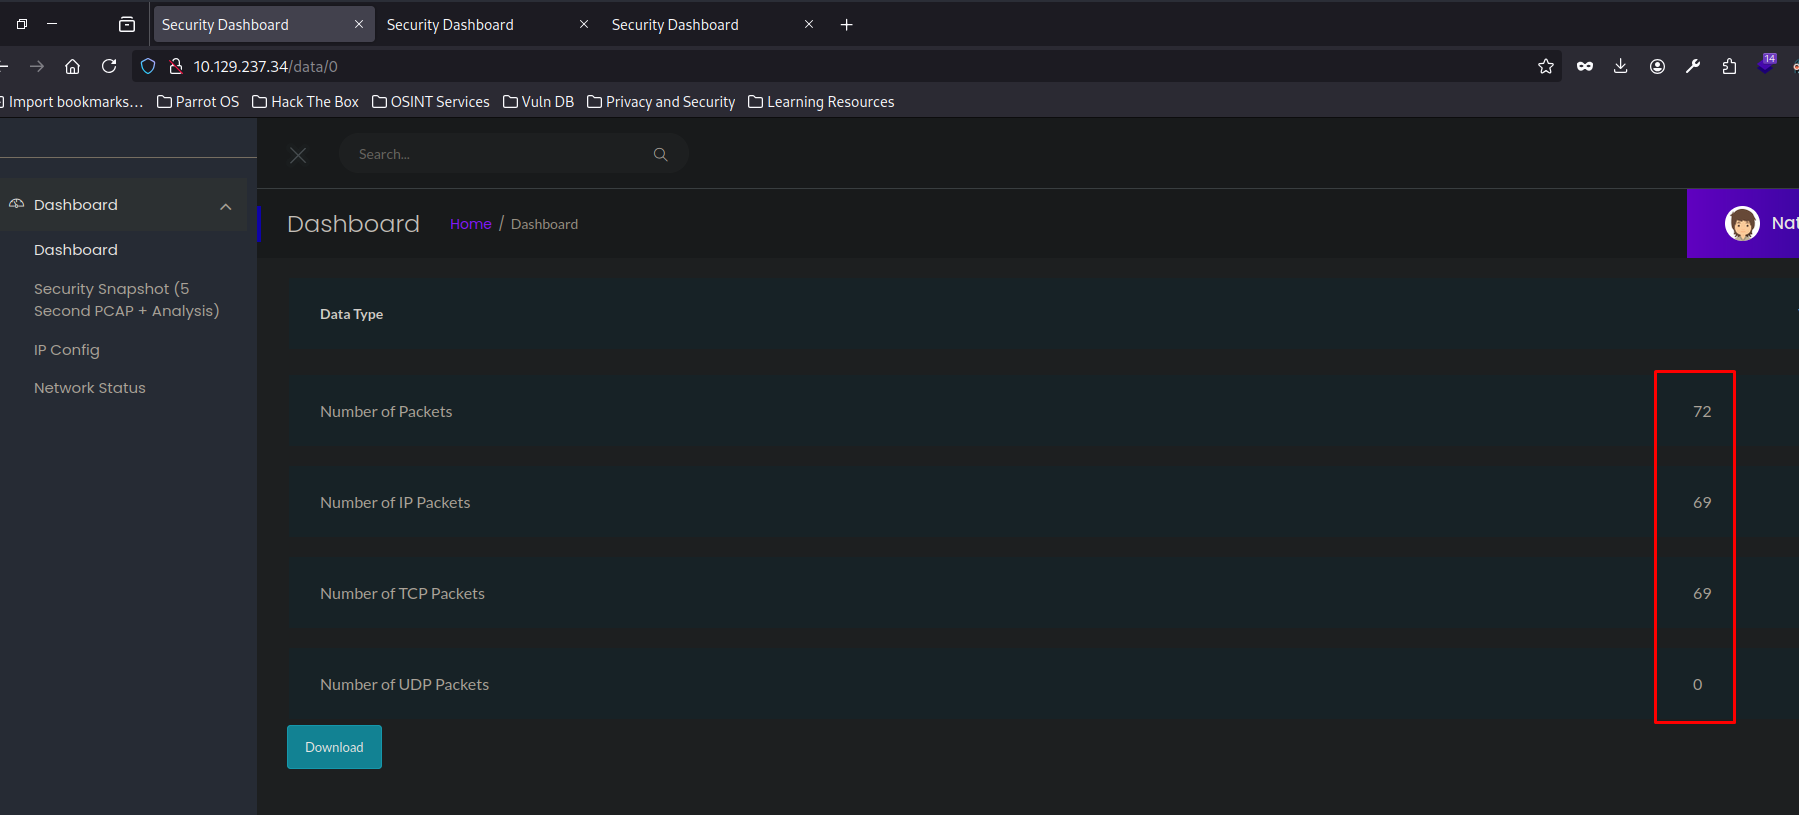 Security Dashboard Security Dashboard Security Dashboard
10.129.237.34/data/0
14
Import bookmarks... Parrot OS Hack The Box OSINT Services Vuln DB Privacy and Security Learning Resources
Search...
Dashboard
Dashboard Home / Dashboard
Nat
Dashboard
Security Snapshot (5
Second PCAP + Analysis)
Data Type
IP Config
Network Status
Number of Packets 72
Number of IP Packets 69
Number of TCP Packets 69
Number of UDP Packets 0
Download